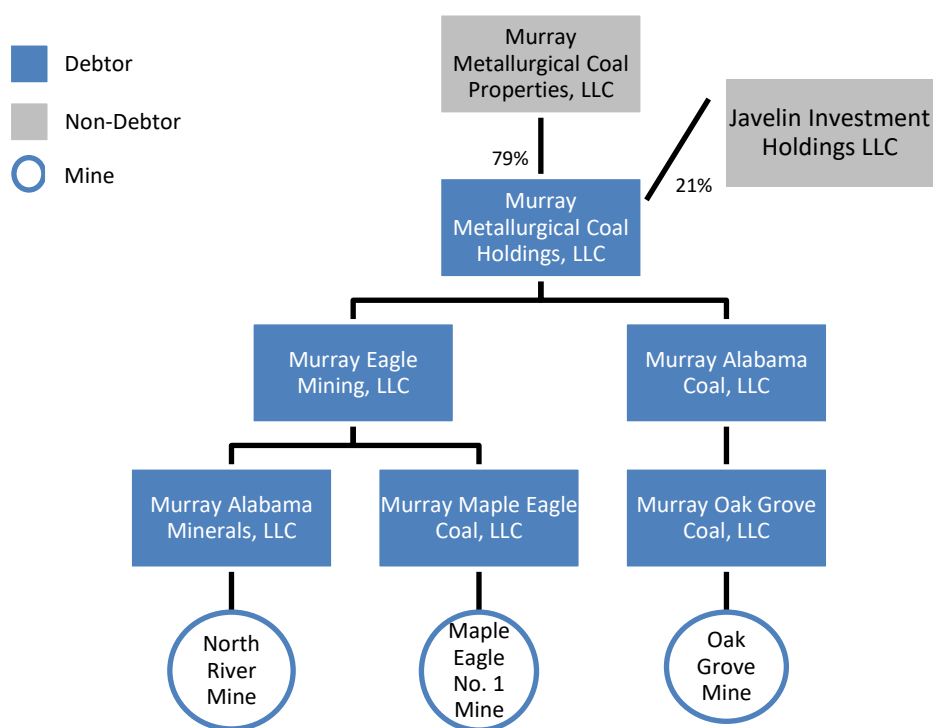 Debtor
Non-Debtor
Mine
Murray
Metallurgical Coal
Properties, LLC
Javelin Investment
Holdings LLC
79%
21%
Murray
Metallurgical Coal
Holdings, LLC
Murray Eagle
Mining, LLC
Murray Alabama
Coal, LLC
Murray Alabama
Minerals, LLC
Murray Maple Eagle
Coal, LLC
Murray Oak Grove
Coal, LLC
North
River
Mine
Maple
Eagle
No. 1
Mine
Oak
Grove
Mine